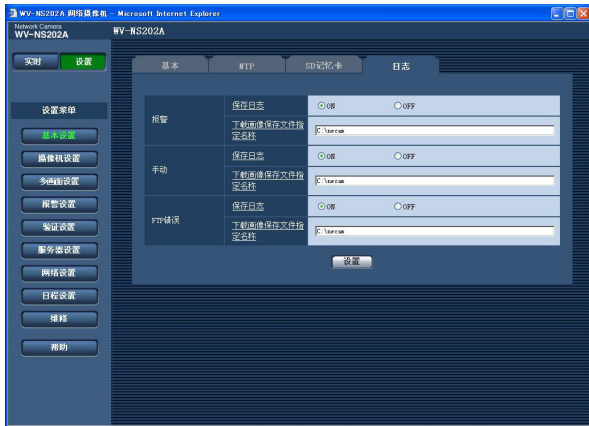 WV-NS202A 网络摄像机 - Microsoft Internet Explorer
Network Camera
WV-NS202A
WV-NS202A
实时 设置
基本 NTP SD记忆卡 日志
设置菜单
基本设置
摄像机设置
多画面设置
报警设置
验证设置
服务器设置
网络设置
日程设置
维修
帮助
报警
保存日志 ON OFF
下载画像保存文件指
定名称
C:\nwcam
手动
保存日志 ON OFF
下载画像保存文件指
定名称
C:\nwcam
FTP错误
保存日志 ON OFF
下载画像保存文件指
定名称
C:\nwcam
设置